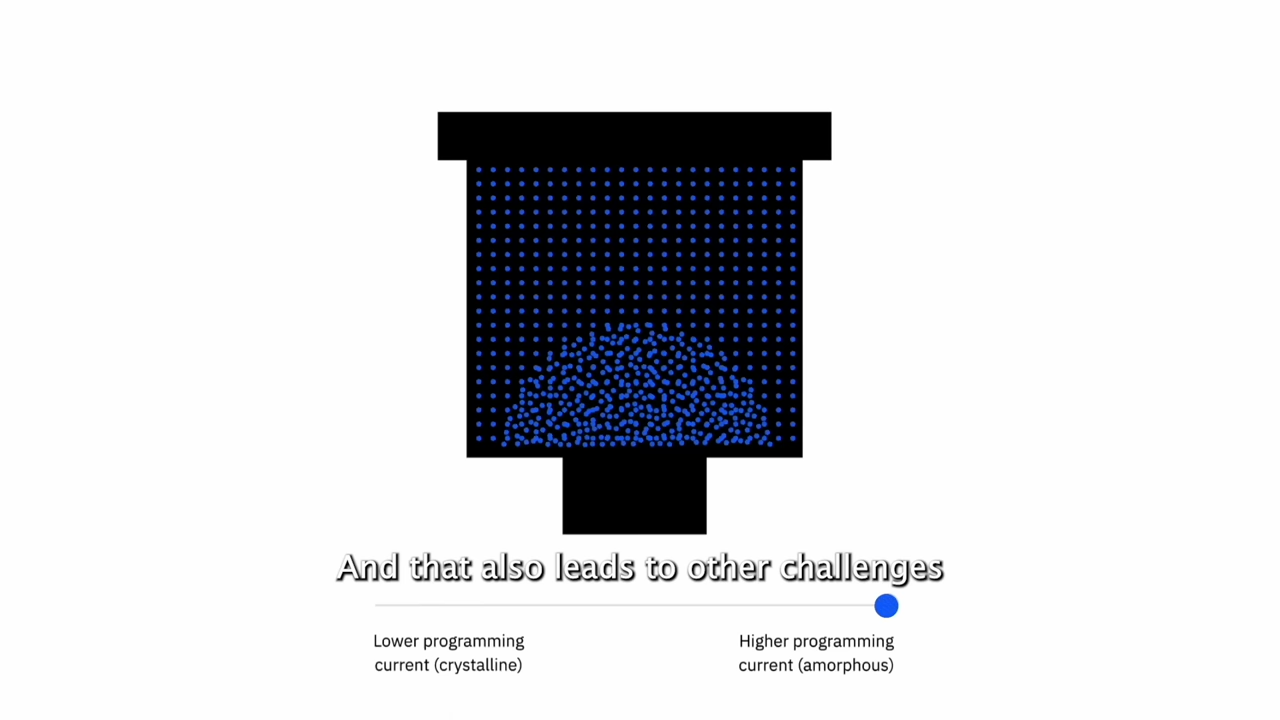 And that also leads to other challenges
Lower programming
current (crystalline)
Higher programming
current (amorphous)